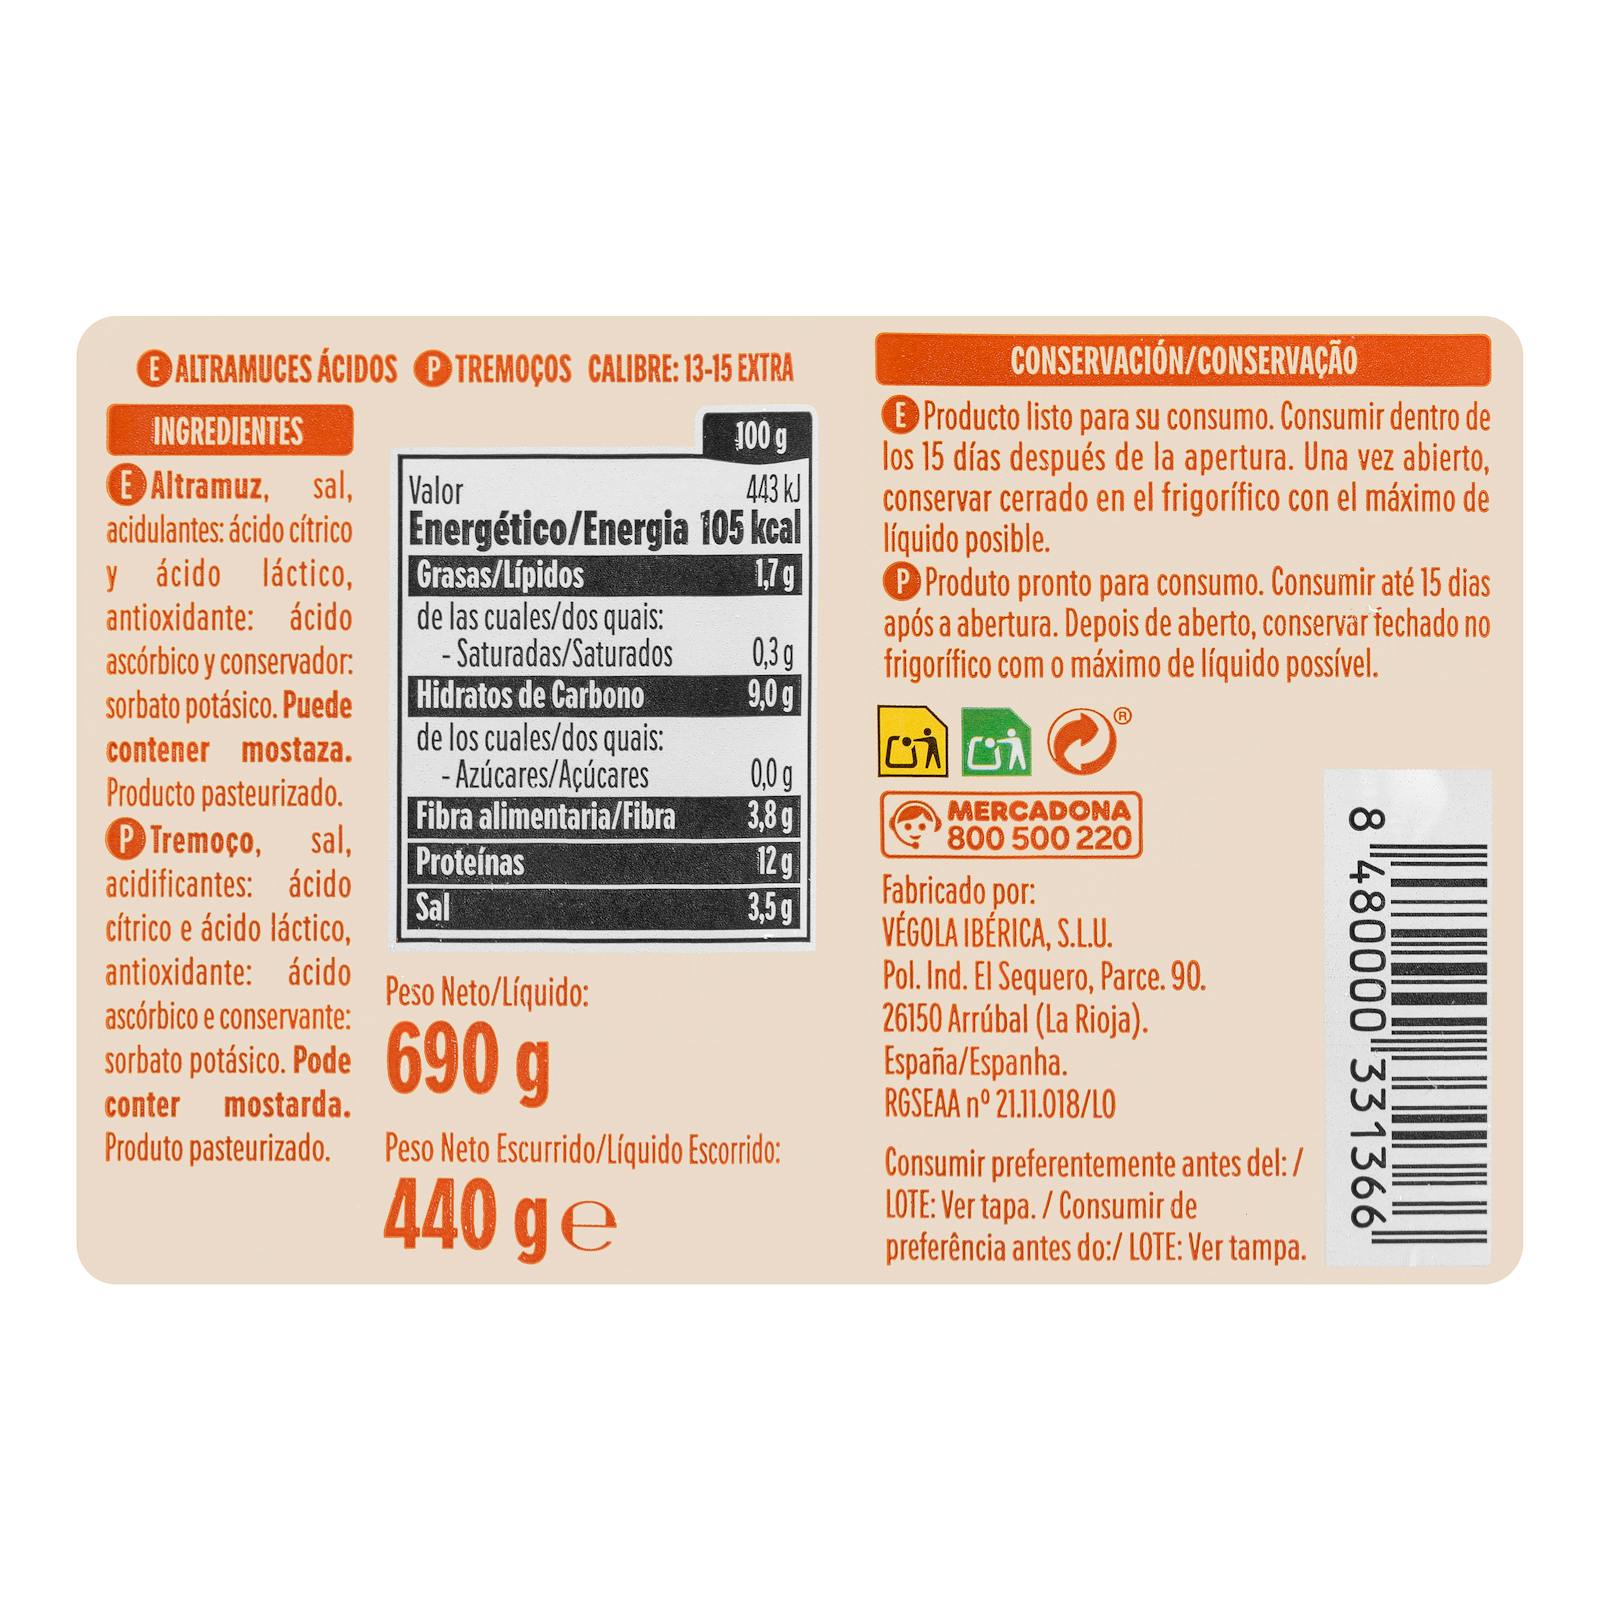 E ALTRAMUCES ÁCIDOS P TREMOÇOS CALIBRE: 13-15 EXTRA
INGREDIENTES
E Altramuz, sal,
acidulantes: ácido cítrico
y ácido láctico,
antioxidante: ácido
ascórbico y conservador:
sorbato potásico. Puede
contener mostaza.
Producto pasteurizado.
P Tremoço, sal,
acidificantes: ácido
cítrico e ácido láctico,
antioxidante: ácido
ascórbico e conservante:
sorbato potásico. Pode
conter mostarda.
Produto pasteurizado.
100 g
Valor 443 kJ
Energético/Energia 105 kcal
Grasas/Lípidos 1,7 g
de las cuales/dos quais:
- Saturadas/Saturados 0,3 g
Hidratos de Carbono 9,0 g
de los cuales/dos quais:
- Azúcares/Açúcares 0,0 g
Fibra alimentaria/Fibra 3,8 g
Proteínas 12 g
Sal 3,5 g
Peso Neto/Líquido:
690 g
Peso Neto Escurrido/Líquido Escorrido:
440 g e
CONSERVACIÓN/CONSERVAÇÃO
E Producto listo para su consumo. Consumir dentro de
los 15 días después de la apertura. Una vez abierto,
conservar cerrado en el frigorífico con el máximo de
líquido posible.
P Produto pronto para consumo. Consumir até 15 dias
após a abertura. Depois de aberto, conservar fechado no
frigorífico com o máximo de líquido possível.
®
MERCADONA
800 500 220
Fabricado por:
VÉGOLA IBÉRICA, S.L.U.
Pol. Ind. El Sequero, Parce. 90.
26150 Arrúbal (La Rioja).
España/Espanha.
RGSEAA nº 21.11.018/LO
Consumir preferentemente antes del: /
LOTE: Ver tapa. / Consumir de
preferência antes do:/ LOTE: Ver tampa.
8 480000 331366